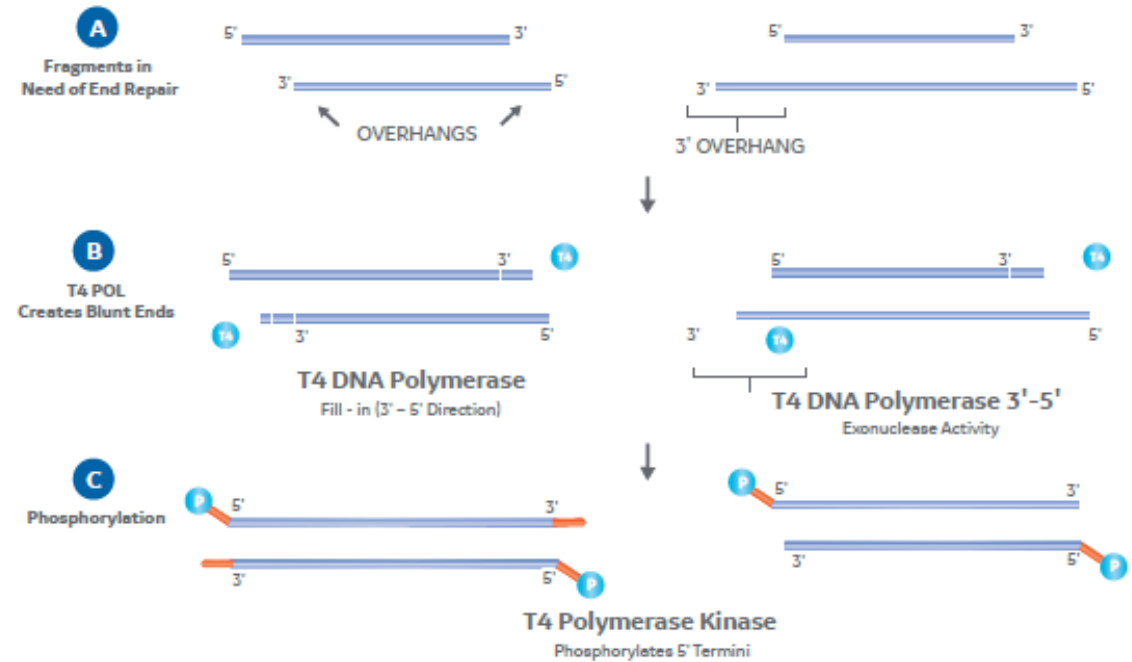 A
Fragments in
Need of End Repair
5' 3'
3' 5'
OVERHANGS
5' 3'
3' 5'
3' OVERHANG
B
T4 POL
Creates Blunt Ends
5' 3' T4
T4 3' 5'
T4 DNA Polymerase
Fill - in (3' – 5' Direction)
5' 3' T4
3' T4 5'
T4 DNA Polymerase 3'-5'
Exonuclease Activity
C
Phosphorylation
P 5' 3'
3' 5' P
P 5' 3'
3' 5' P
T4 Polymerase Kinase
Phosphorylates 5' Termini